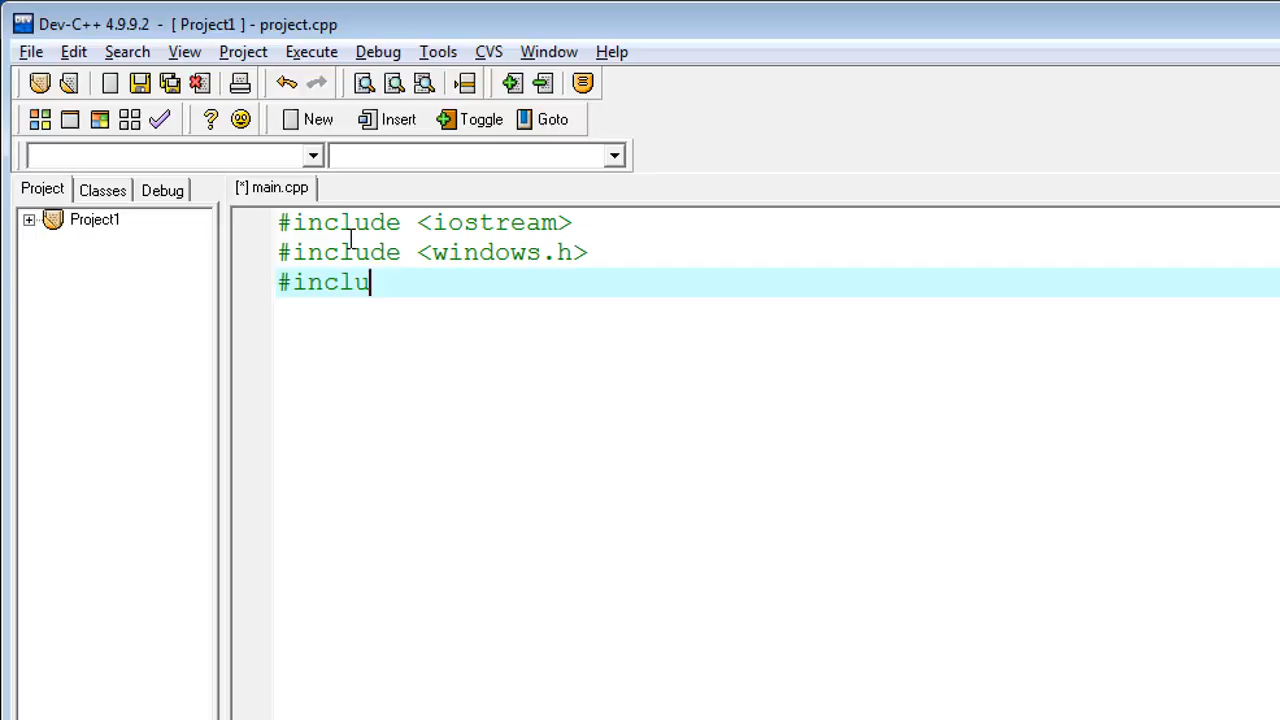 Dev-C++ 4.9.9.2 - [ Project1 ] - project.cpp
File Edit Search View Project Execute Debug Tools CVS Window Help
New Insert Toggle Goto
Project Classes Debug [*] main.cpp
Project1
#include <iostream>
#include <windows.h>
#inclu